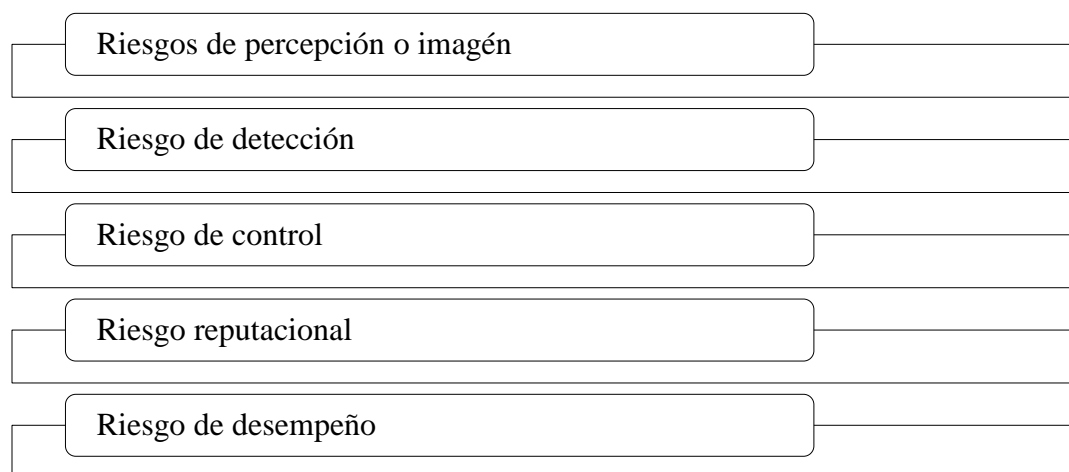 Riesgos de percepción o imagén
Riesgo de detección
Riesgo de control
Riesgo reputacional
Riesgo de desempeño